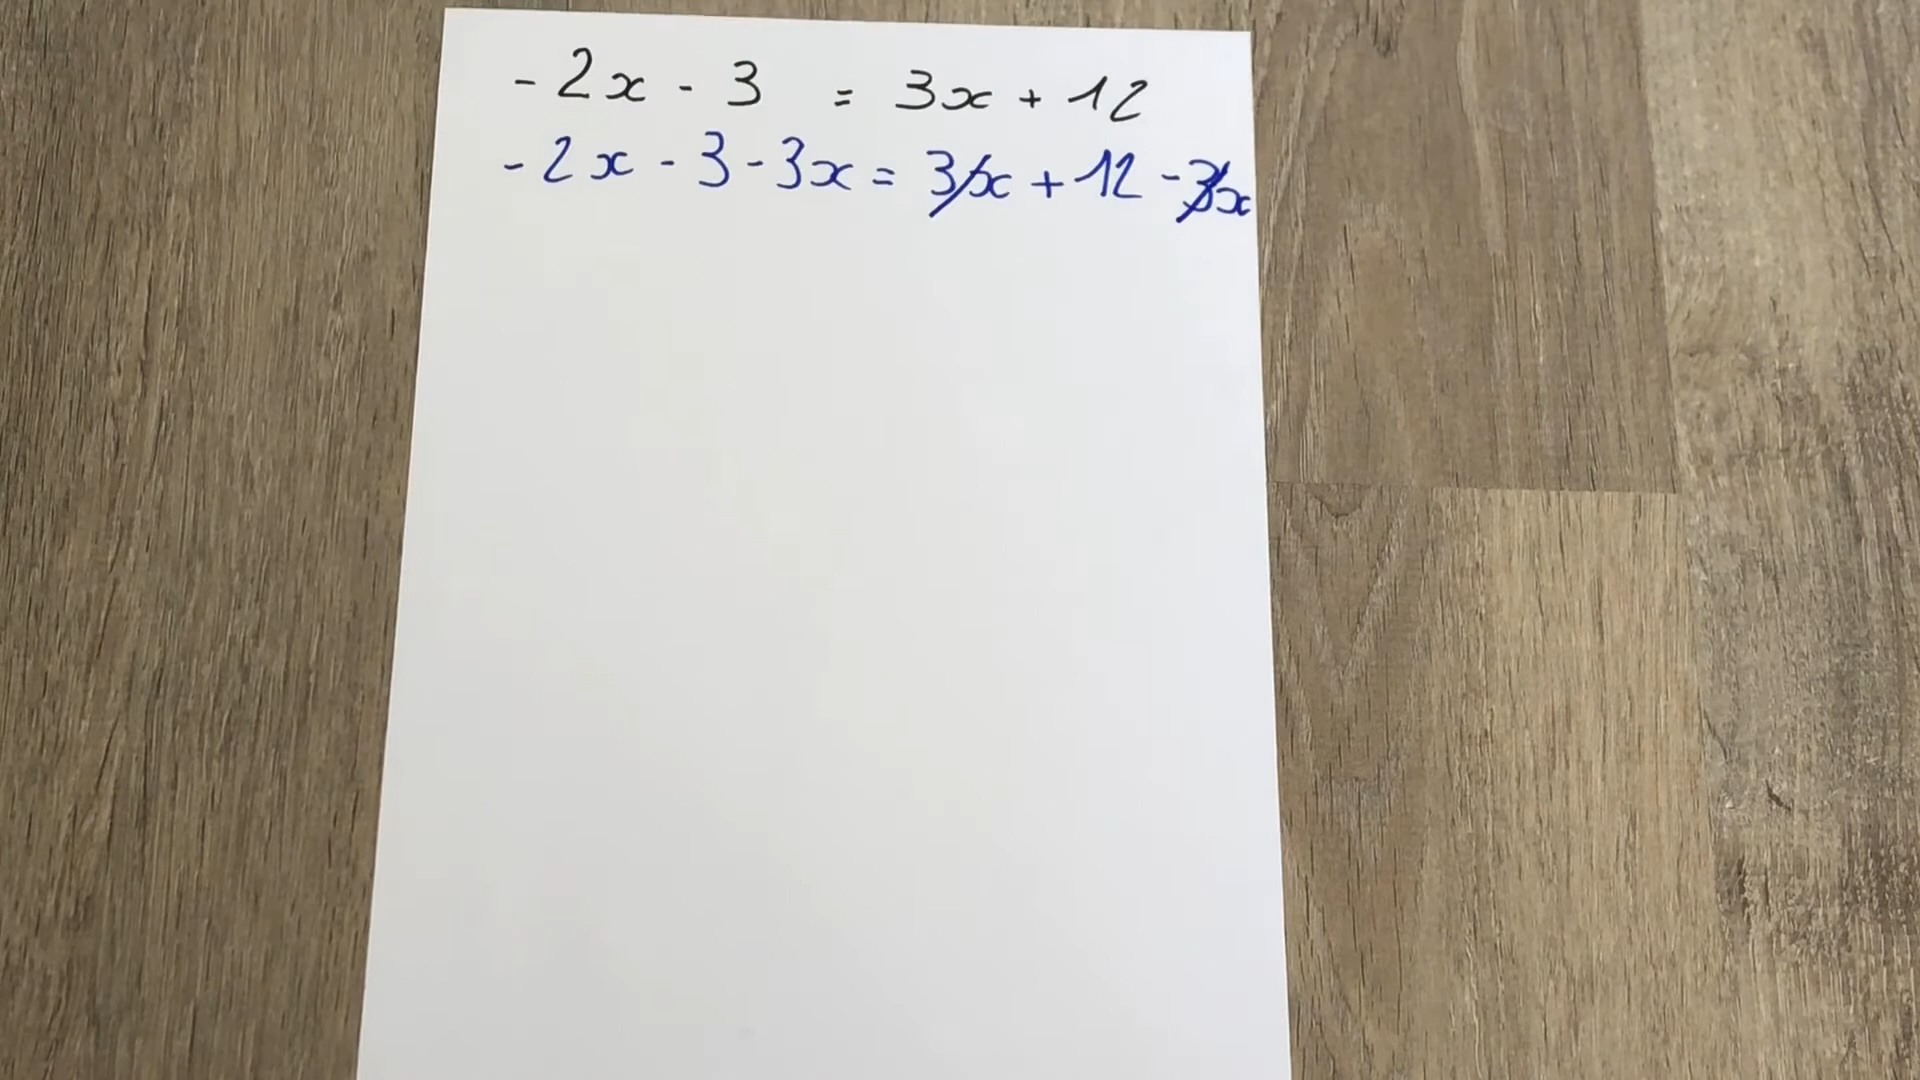 -2x - 3 = 3x + 12
-2x - 3 - 3x = 3x + 12 - 3x